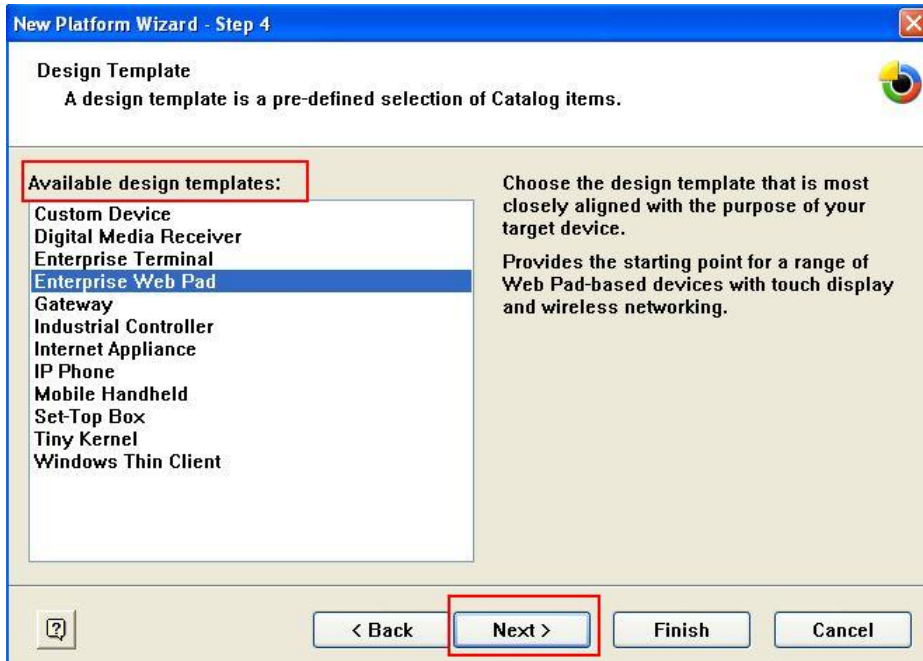 New Platform Wizard - Step 4
Design Template
A design template is a pre-defined selection of Catalog items.
Available design templates:
Custom Device
Digital Media Receiver
Enterprise Terminal
Enterprise Web Pad
Gateway
Industrial Controller
Internet Appliance
IP Phone
Mobile Handheld
Set-Top Box
Tiny Kernel
Windows Thin Client
Choose the design template that is most
closely aligned with the purpose of your
target device.
Provides the starting point for a range of
Web Pad-based devices with touch display
and wireless networking.
?
< Back
Next >
Finish
Cancel